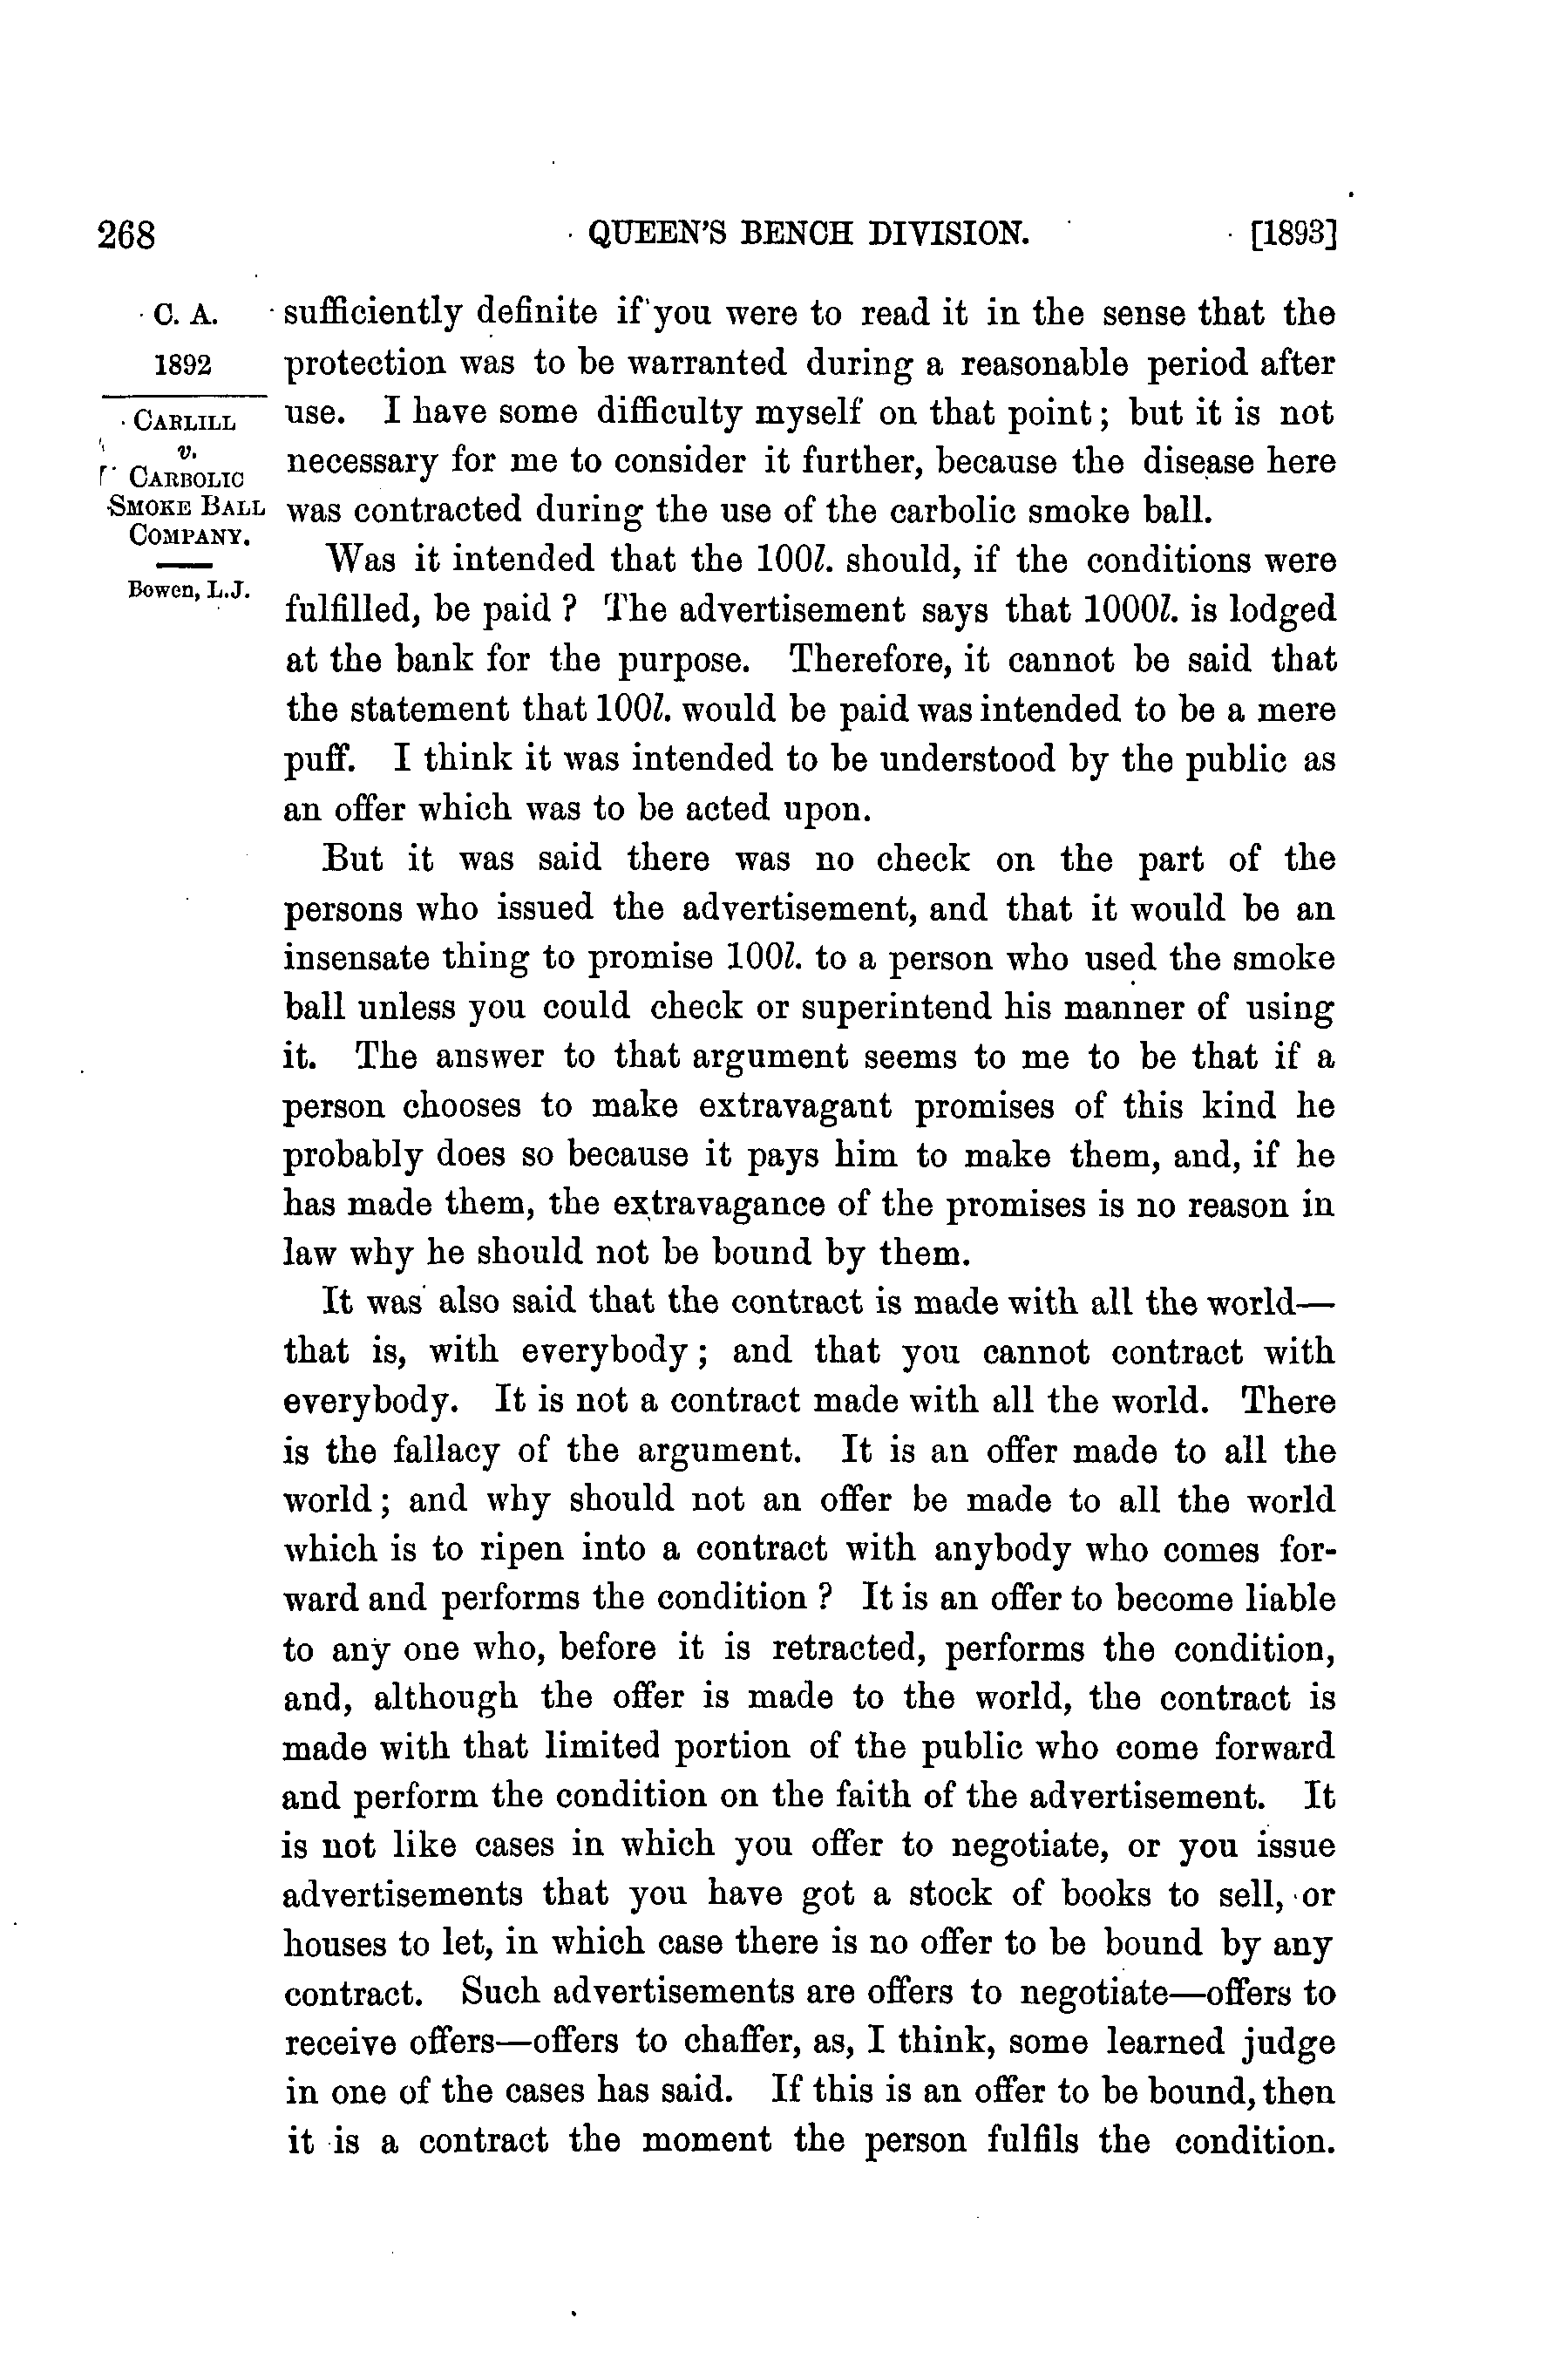 268 QUEEN'S BENCH DIVISION. [1893]
C. A.
1892
CARLILL
v.
CARBOLIC
SMOKE BALL
COMPANY.
Bowen, L.J.
sufficiently definite if you were to read it in the sense that the
protection was to be warranted during a reasonable period after
use. I have some difficulty myself on that point; but it is not
necessary for me to consider it further, because the disease here
was contracted during the use of the carbolic smoke ball.
Was it intended that the 100l. should, if the conditions were
fulfilled, be paid? The advertisement says that 1000l. is lodged
at the bank for the purpose. Therefore, it cannot be said that
the statement that 100l. would be paid was intended to be a mere
puff. I think it was intended to be understood by the public as
an offer which was to be acted upon.
But it was said there was no check on the part of the
persons who issued the advertisement, and that it would be an
insensate thing to promise 100l. to a person who used the smoke
ball unless you could check or superintend his manner of using
it. The answer to that argument seems to me to be that if a
person chooses to make extravagant promises of this kind he
probably does so because it pays him to make them, and, if he
has made them, the extravagance of the promises is no reason in
law why he should not be bound by them.
It was also said that the contract is made with all the world—
that is, with everybody; and that you cannot contract with
everybody. It is not a contract made with all the world. There
is the fallacy of the argument. It is an offer made to all the
world; and why should not an offer be made to all the world
which is to ripen into a contract with anybody who comes for-
ward and performs the condition? It is an offer to become liable
to any one who, before it is retracted, performs the condition,
and, although the offer is made to the world, the contract is
made with that limited portion of the public who come forward
and perform the condition on the faith of the advertisement. It
is not like cases in which you offer to negotiate, or you issue
advertisements that you have got a stock of books to sell, or
houses to let, in which case there is no offer to be bound by any
contract. Such advertisements are offers to negotiate—offers to
receive offers—offers to chaffer, as, I think, some learned judge
in one of the cases has said. If this is an offer to be bound, then
it is a contract the moment the person fulfils the condition.